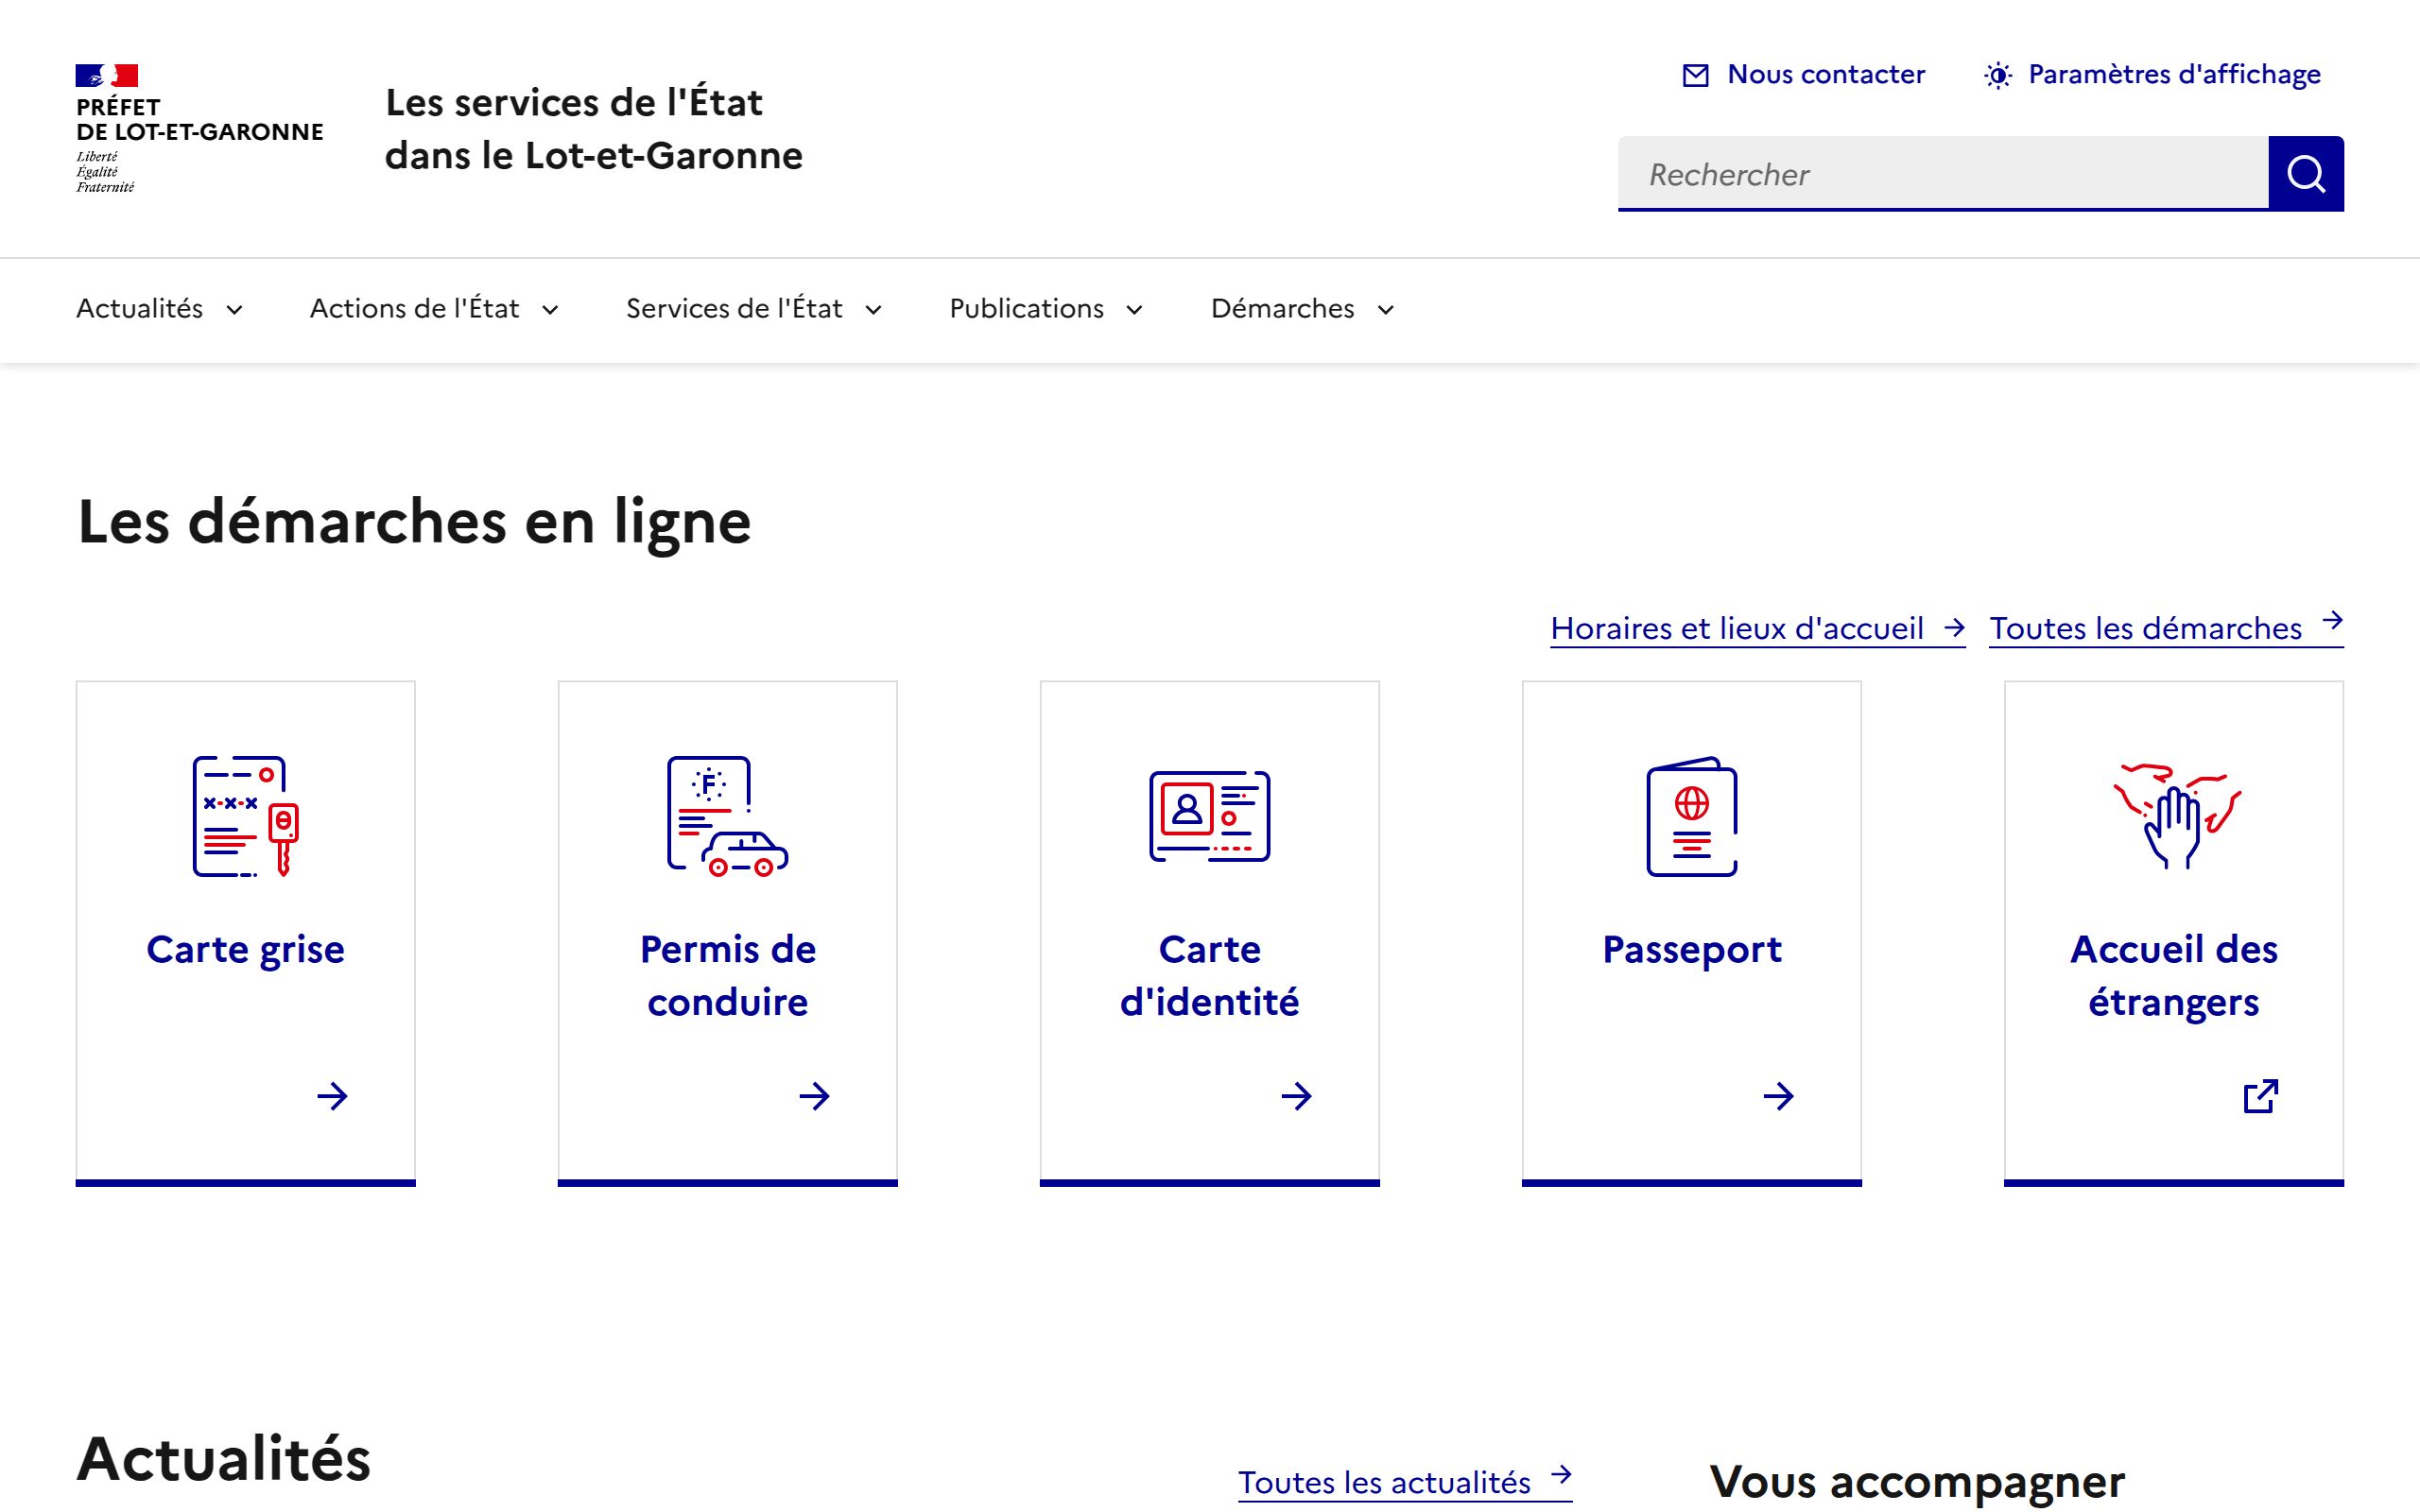 PRÉFET
DE LOT-ET-GARONNE
Liberté
Égalité
Fraternité
Les services de l'État
dans le Lot-et-Garonne
Nous contacter
Paramètres d'affichage
Rechercher
Actualités
Actions de l'État
Services de l'État
Publications
Démarches
Les démarches en ligne
Horaires et lieux d'accueil
Toutes les démarches
Carte grise
Permis de
conduire
Carte
d'identité
Passeport
Accueil des
étrangers
Actualités
Toutes les actualités
Vous accompagner